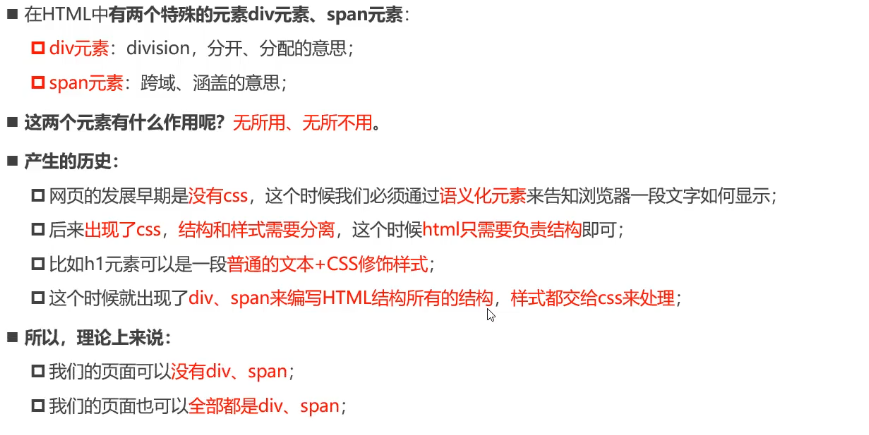 在HTML中有两个特殊的元素div元素、span元素：
div元素：division，分开、分配的意思；
span元素：跨域、涵盖的意思；
这两个元素有什么作用呢？无所用、无所不用。
产生的历史：
网页的发展早期是没有css，这个时候我们必须通过语义化元素来告知浏览器一段文字如何显示；
后来出现了css，结构和样式需要分离，这个时候html只需要负责结构即可；
比如h1元素可以是一段普通的文本+CSS修饰样式；
这个时候就出现了div、span来编写HTML结构所有的结构，样式都交给css来处理；
所以，理论上来说：
我们的页面可以没有div、span；
我们的页面也可以全部都是div、span；